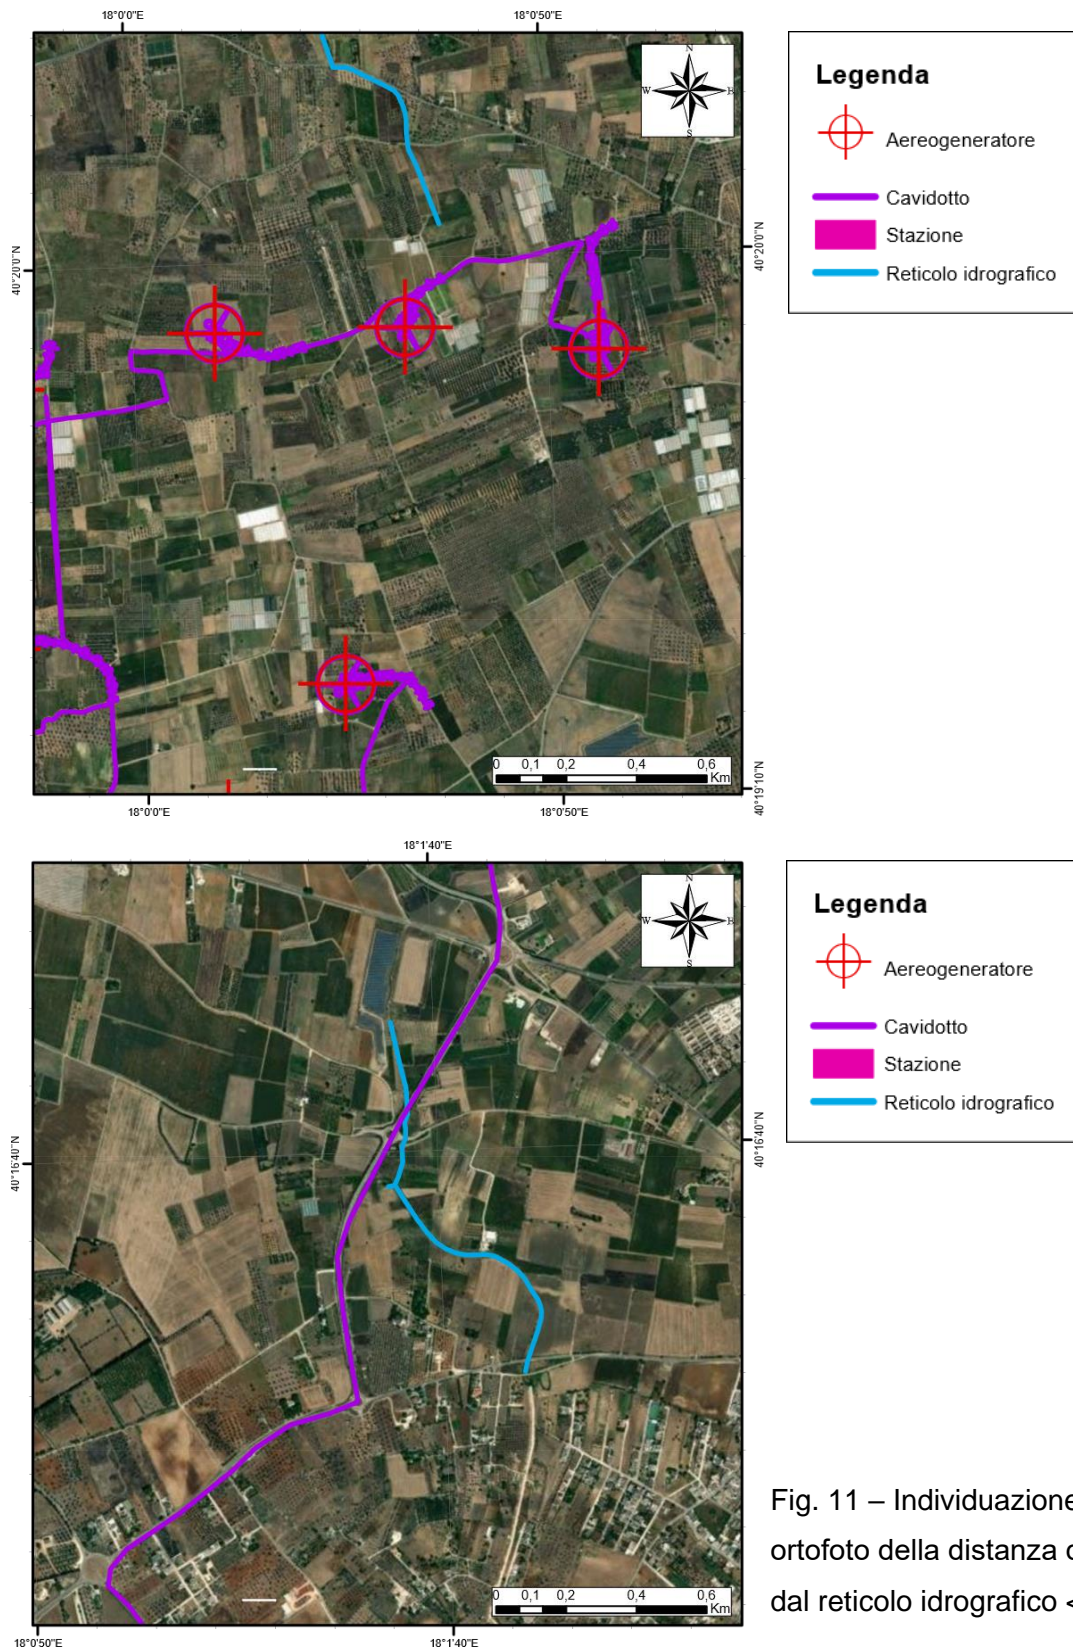 18°0'0"E
18°0'50"E
N
W
E
S
40°20'0"N
40°20'0"N
40°19'10"N
0 0,1 0,2 0,4 0,6
Km
18°0'0"E
18°0'50"E
Legenda
Aereogeneratore
Cavidotto
Stazione
Reticolo idrografico
18°1'40"E
N
W
E
S
40°16'40"N
40°16'40"N
0 0,1 0,2 0,4 0,6
Km
18°0'50"E
18°1'40"E
Legenda
Aereogeneratore
Cavidotto
Stazione
Reticolo idrografico
Fig. 11 – Individuazione
ortofoto della distanza
dal reticolo idrografico <